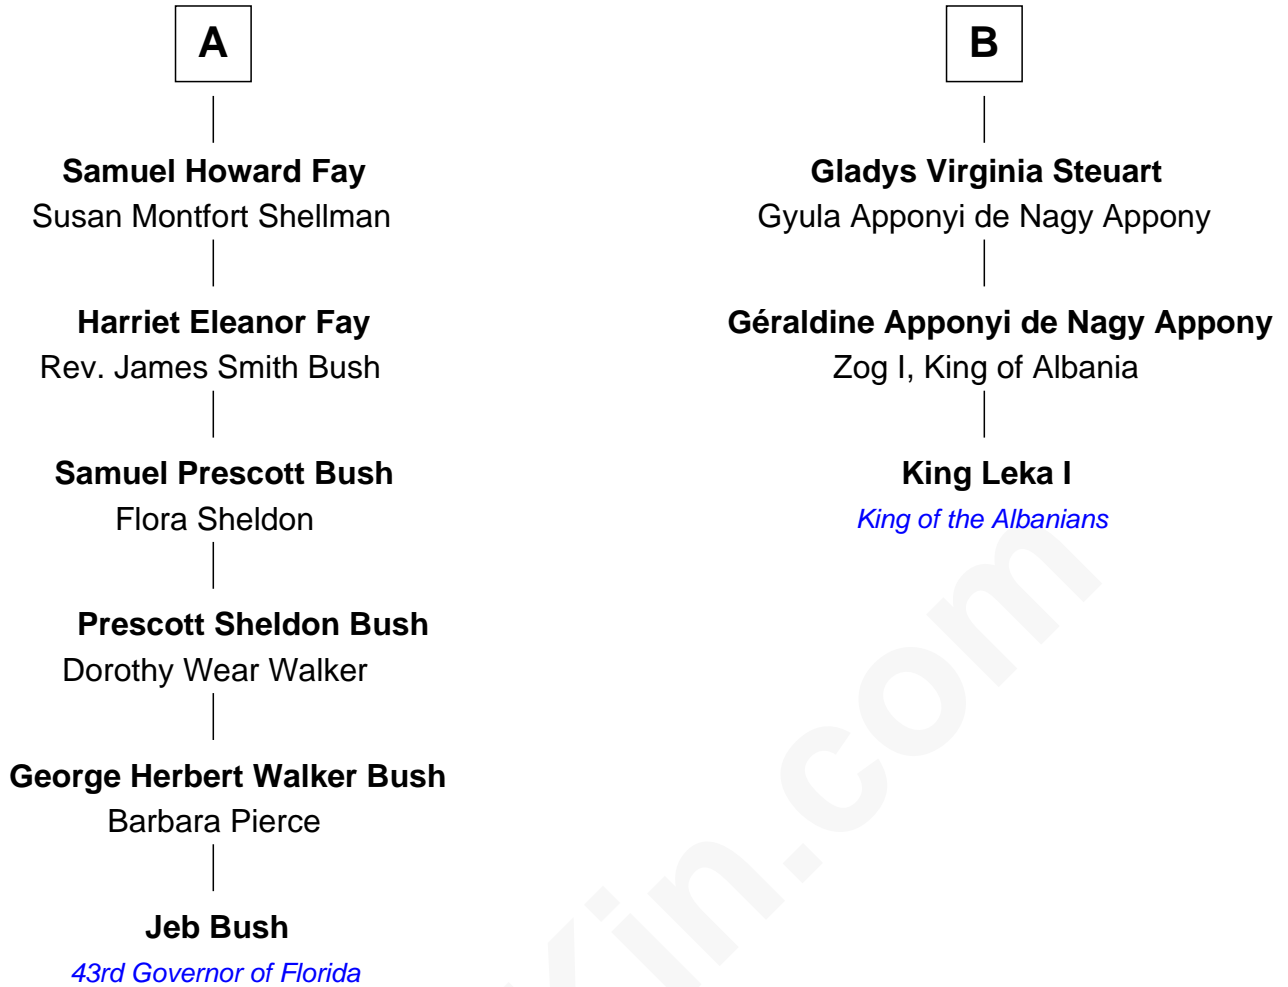 A
Samuel Howard Fay
Susan Montfort Shellman
Harriet Eleanor Fay
Rev. James Smith Bush
Samuel Prescott Bush
Flora Sheldon
Prescott Sheldon Bush
Dorothy Wear Walker
George Herbert Walker Bush
Barbara Pierce
Jeb Bush
43rd Governor of Florida
B
Gladys Virginia Steuart
Gyula Apponyi de Nagy Appony
Géraldine Apponyi de Nagy Appony
Zog I, King of Albania
King Leka I
King of the Albanians
Kin.com